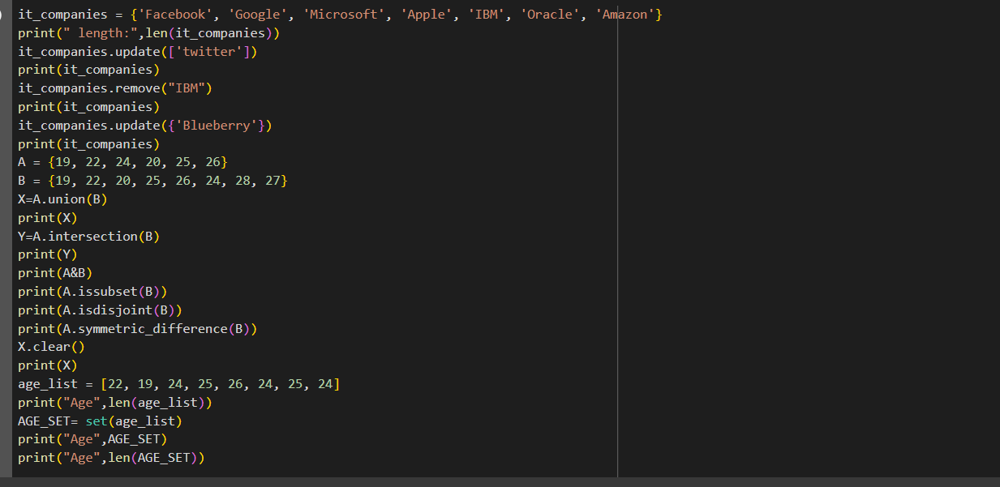 it_companies = {'Facebook', 'Google', 'Microsoft', 'Apple', 'IBM', 'Oracle', 'Amazon'}
print(" length:",len(it_companies))
it_companies.update(['twitter'])
print(it_companies)
it_companies.remove("IBM")
print(it_companies)
it_companies.update({'Blueberry'})
print(it_companies)
A = {19, 22, 24, 20, 25, 26}
B = {19, 22, 20, 25, 26, 24, 28, 27}
X=A.union(B)
print(X)
Y=A.intersection(B)
print(Y)
print(A&B)
print(A.issubset(B))
print(A.isdisjoint(B))
print(A.symmetric_difference(B))
X.clear()
print(X)
age_list = [22, 19, 24, 25, 26, 24, 25, 24]
print("Age",len(age_list))
AGE_SET= set(age_list)
print("Age",AGE_SET)
print("Age",len(AGE_SET))